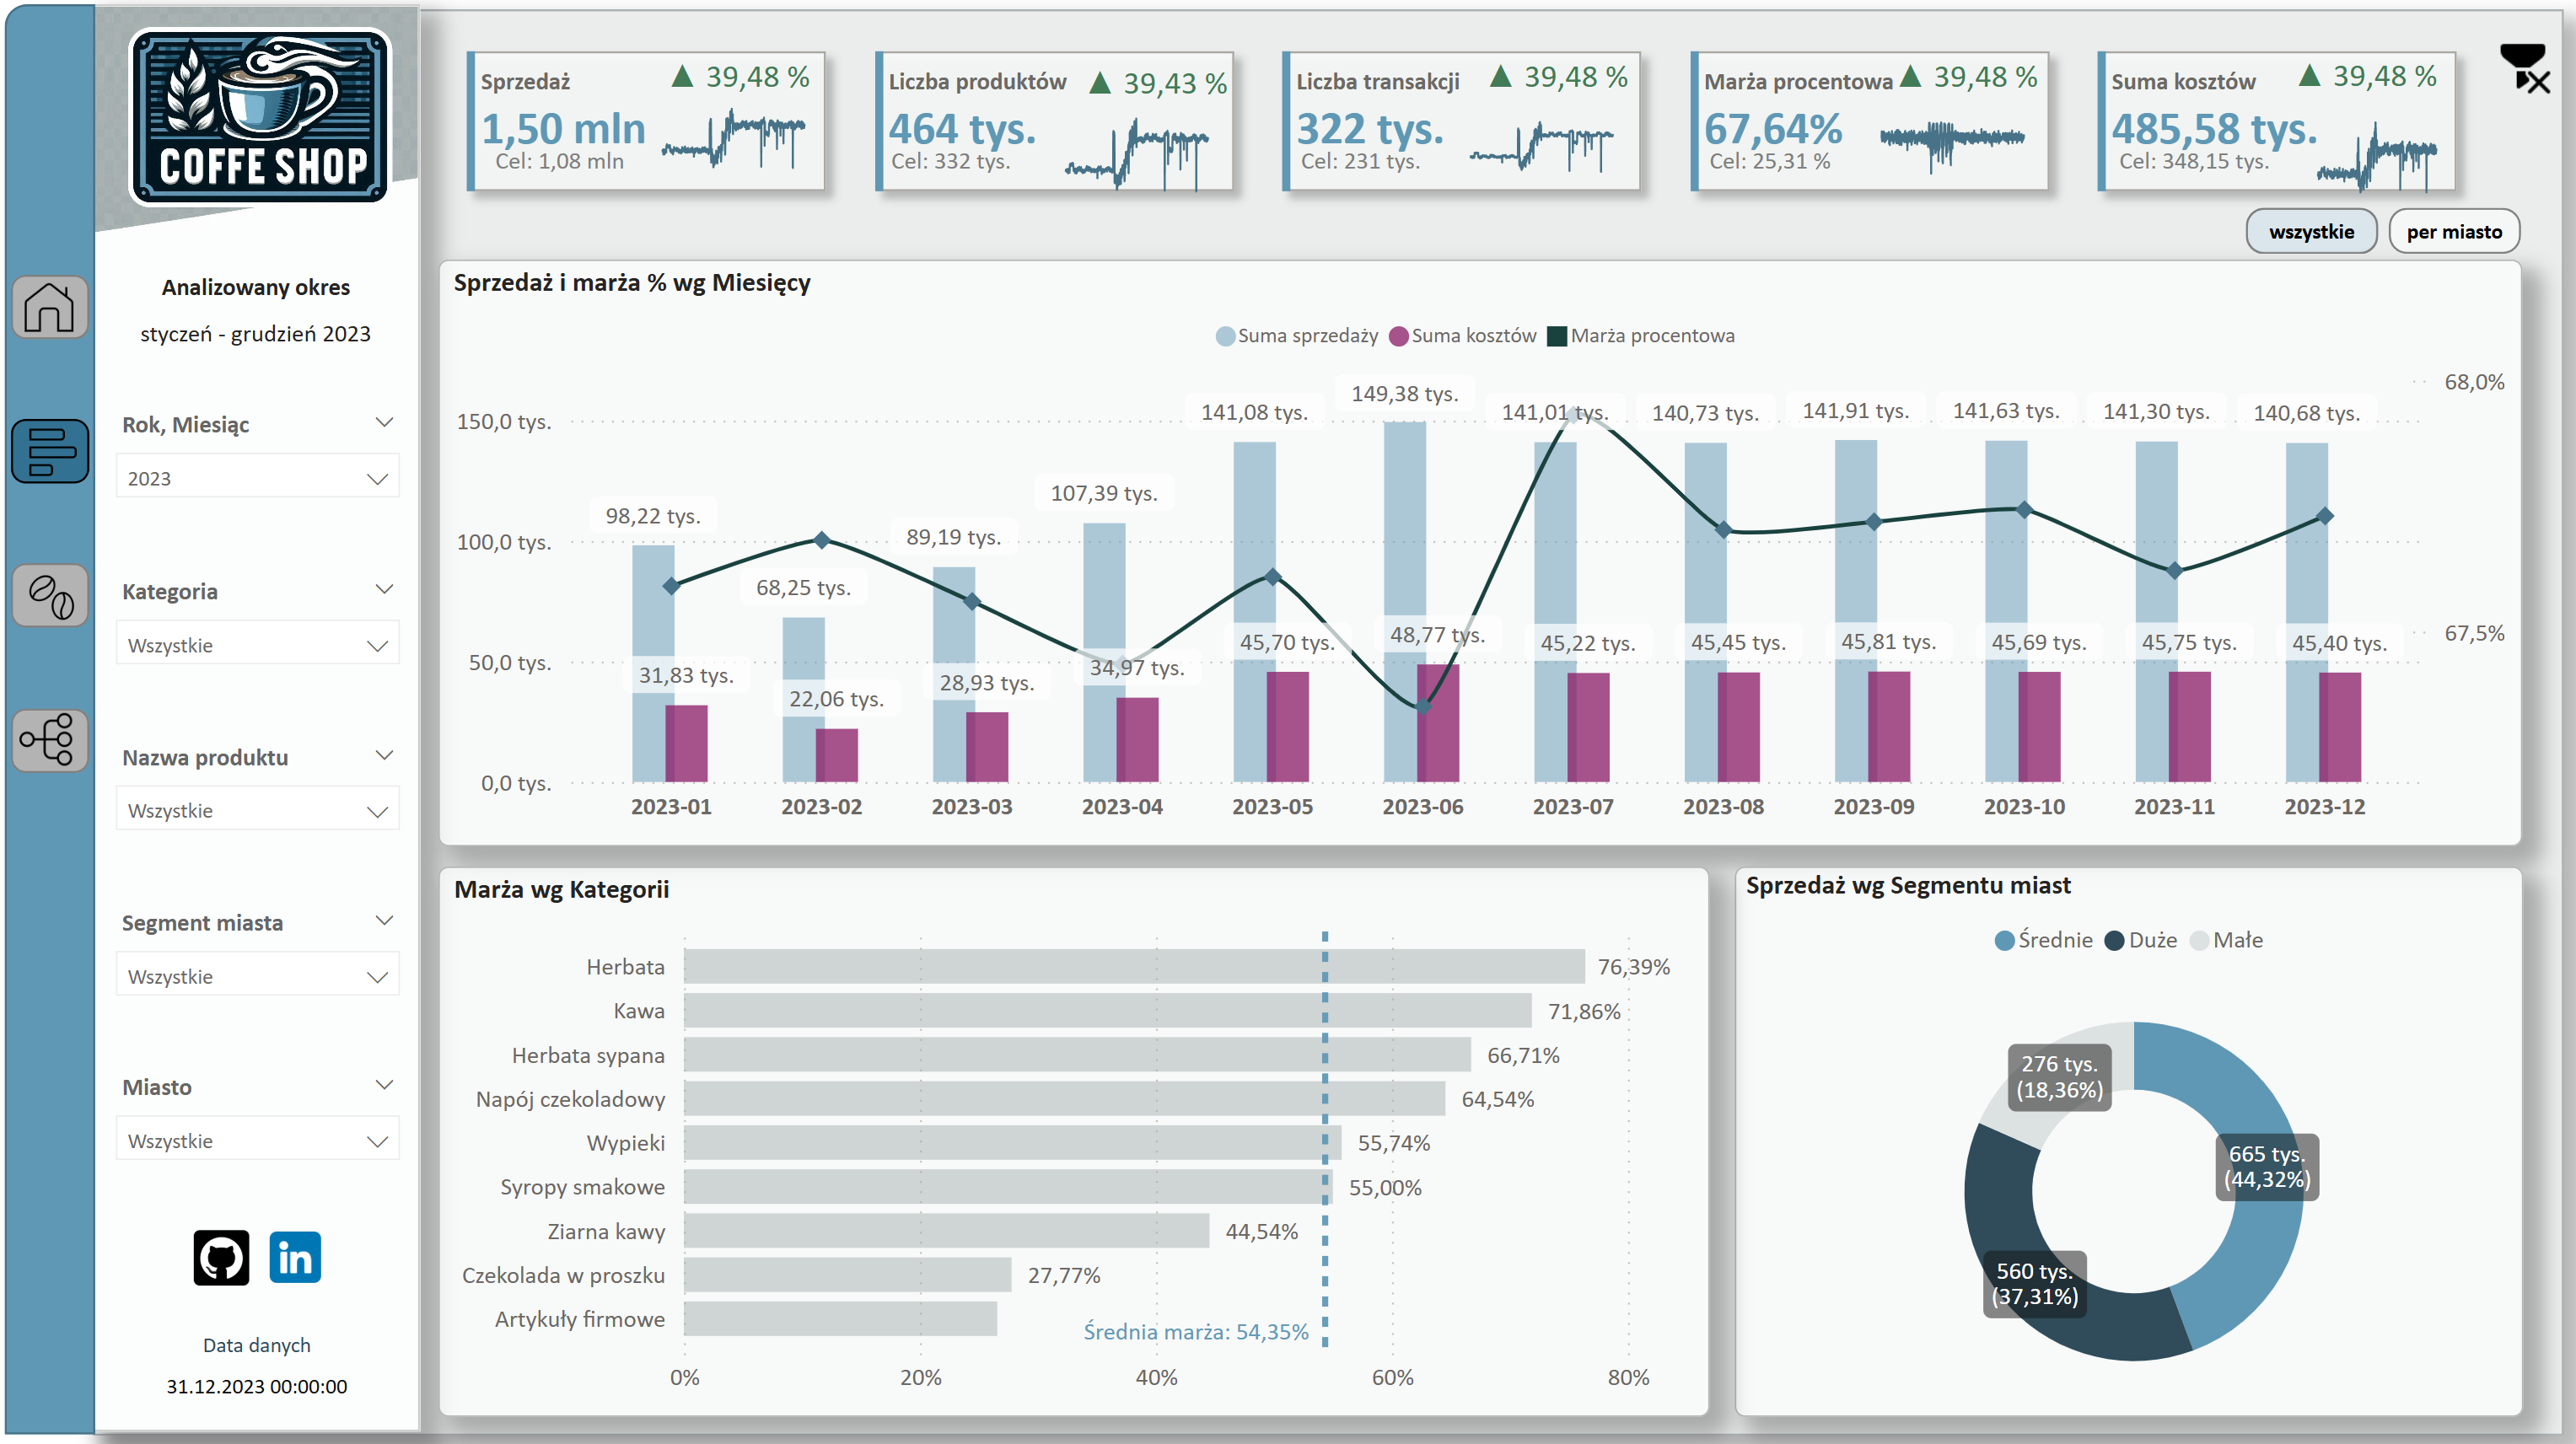 COFFE SHOP
Analizowany okres
styczeń - grudzień 2023
Rok, Miesiąc
2023
Kategoria
Wszystkie
Nazwa produktu
Wszystkie
Segment miasta
Wszystkie
Miasto
Wszystkie
in
Data danych
31.12.2023 00:00:00
Sprzedaż ▲ 39,48 %
1,50 mln
Cel: 1,08 mln
Liczba produktów ▲ 39,43 %
464 tys.
Cel: 332 tys.
Liczba transakcji ▲ 39,48 %
322 tys.
Cel: 231 tys.
Marża procentowa ▲ 39,48 %
67,64%
Cel: 25,31 %
Suma kosztów ▲ 39,48 %
485,58 tys.
Cel: 348,15 tys.
wszystkie per miasto
Sprzedaż i marża % wg Miesięcy
Suma sprzedaży Suma kosztów Marża procentowa
150,0 tys.
100,0 tys.
50,0 tys.
0,0 tys.
68,0%
67,5%
98,22 tys. 68,25 tys. 89,19 tys. 107,39 tys. 141,08 tys. 149,38 tys. 141,01 tys. 140,73 tys. 141,91 tys. 141,63 tys. 141,30 tys. 140,68 tys.
31,83 tys. 22,06 tys. 28,93 tys. 34,97 tys. 45,70 tys. 48,77 tys. 45,22 tys. 45,45 tys. 45,81 tys. 45,69 tys. 45,75 tys. 45,40 tys.
2023-01 2023-02 2023-03 2023-04 2023-05 2023-06 2023-07 2023-08 2023-09 2023-10 2023-11 2023-12
Marża wg Kategorii
Herbata 76,39%
Kawa 71,86%
Herbata sypana 66,71%
Napój czekoladowy 64,54%
Wypieki 55,74%
Syropy smakowe 55,00%
Ziarna kawy 44,54%
Czekolada w proszku 27,77%
Artykuły firmowe
Średnia marża: 54,35%
0% 20% 40% 60% 80%
Sprzedaż wg Segmentu miast
Średnie Duże Małe
276 tys.
(18,36%)
665 tys.
(44,32%)
560 tys.
(37,31%)